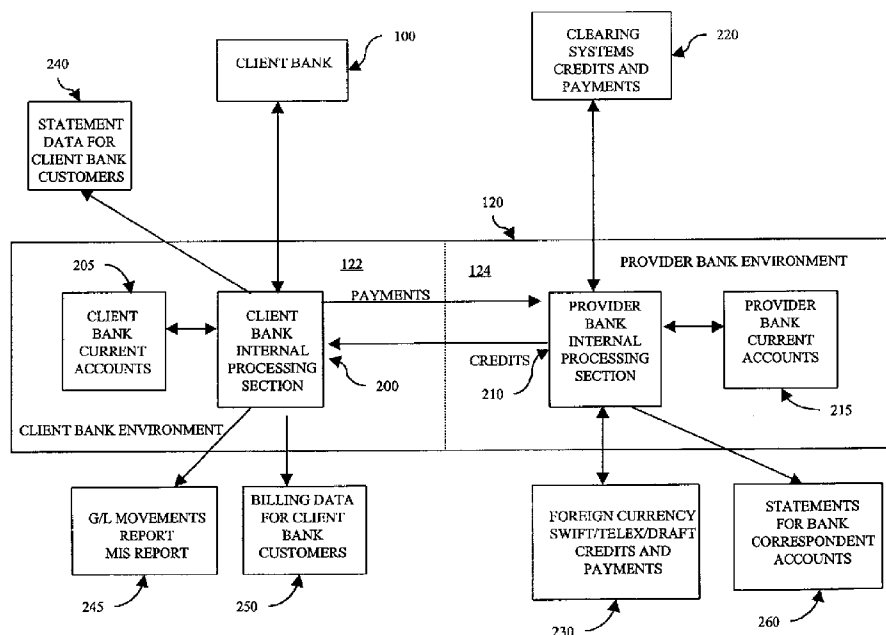 240
CLIENT BANK
100
CLEARING
SYSTEMS
CREDITS AND
PAYMENTS
220
STATEMENT
DATA FOR
CLIENT BANK
CUSTOMERS
120
122
124
PROVIDER BANK ENVIRONMENT
205
CLIENT
BANK
CURRENT
ACCOUNTS
CLIENT
BANK
INTERNAL
PROCESSING
SECTION
200
PAYMENTS
CREDITS
210
PROVIDER
BANK
INTERNAL
PROCESSING
SECTION
PROVIDER
BANK
CURRENT
ACCOUNTS
215
CLIENT BANK ENVIRONMENT
G/L MOVEMENTS
REPORT
MIS REPORT
245
BILLING DATA
FOR CLIENT
BANK
CUSTOMERS
250
FOREIGN CURRENCY
SWIFT/TELEX/DRAFT
CREDITS AND
PAYMENTS
230
STATEMENTS
FOR BANK
CORRESPONDENT
ACCOUNTS
260